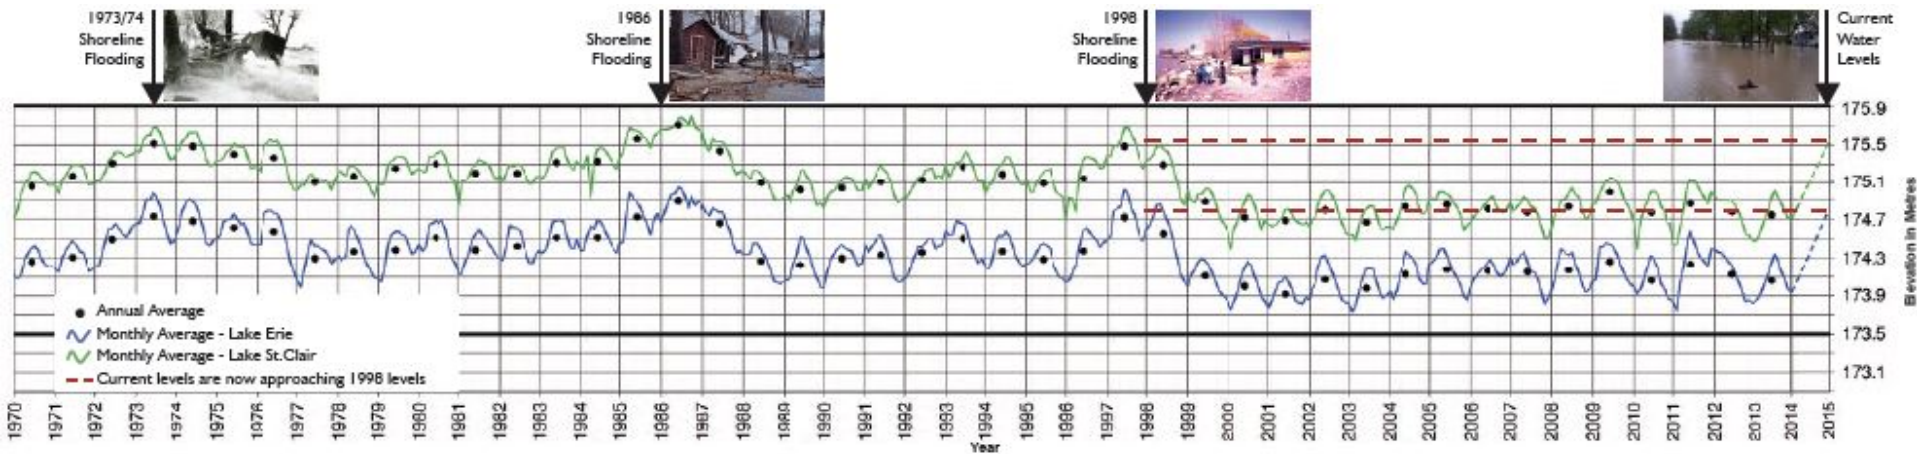 1973/74
Shoreline
Flooding
1986
Shoreline
Flooding
1998
Shoreline
Flooding
Current
Water
Levels
175.9
175.5
175.1
174.7
174.3
173.9
173.5
173.1
Elevation in Metres
Annual Average
Monthly Average - Lake Erie
Monthly Average - Lake St.Clair
Current levels are now approaching 1998 levels
1970 1971 1972 1973 1974 1975 1976 1977 1978 1979 1980 1981 1982 1983 1984 1985 1986 1987 1988 1980 1990 1991 1992 1993 1994 1995 1996 1997 1998 1999 2000 2001 2002 2003 2004 2005 2006 2007 2008 2009 2010 2011 2012 2013 2014 2015
Year